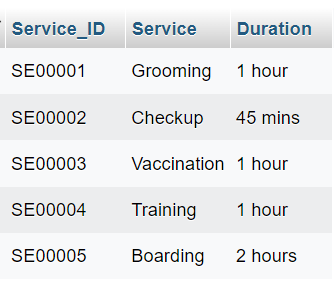 Service_ID Service Duration
SE00001 Grooming 1 hour
SE00002 Checkup 45 mins
SE00003 Vaccination 1 hour
SE00004 Training 1 hour
SE00005 Boarding 2 hours